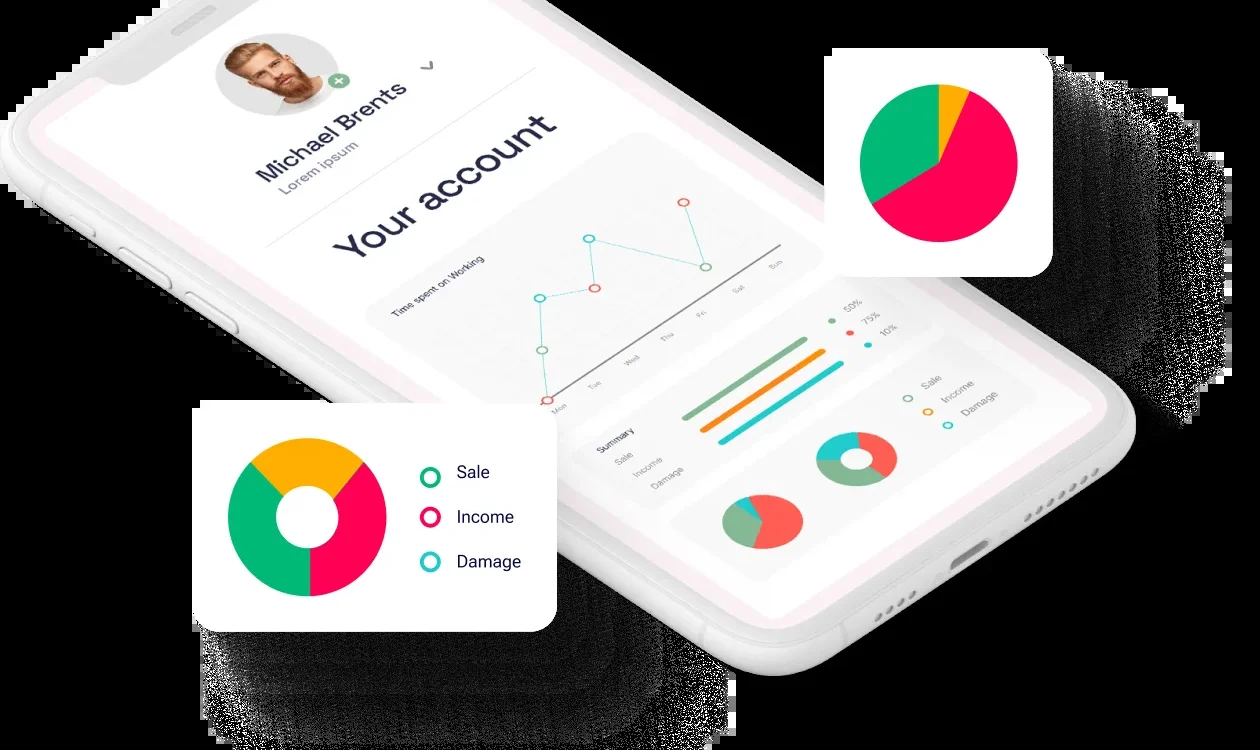 Michael Brents
Lorem ipsum
Your account
Time spent on Working
Mon
Tue
Wed
Thu
Fri
Sat
Sun
50%
75%
10%
Summary
Sale
Income
Damage
Sale
Income
Damage
Sale
Income
Damage